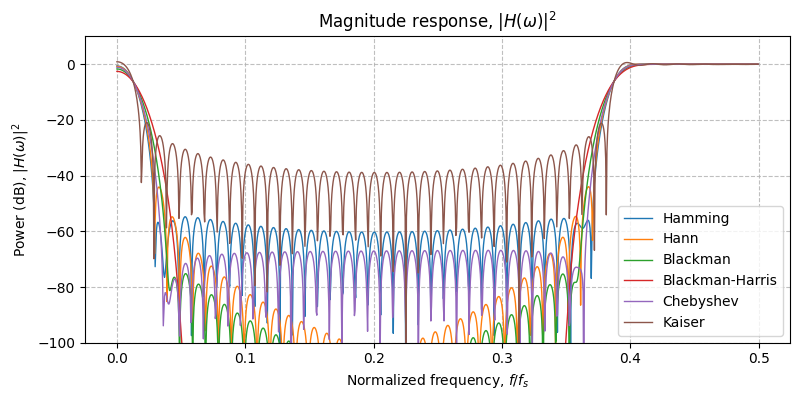 Magnitude response, |H(ω)|²
Power (dB), |H(ω)|²
0
−20
−40
−60
−80
−100
Hamming
Hann
Blackman
Blackman-Harris
Chebyshev
Kaiser
0.0 0.1 0.2 0.3 0.4 0.5
Normalized frequency, f/fₛ